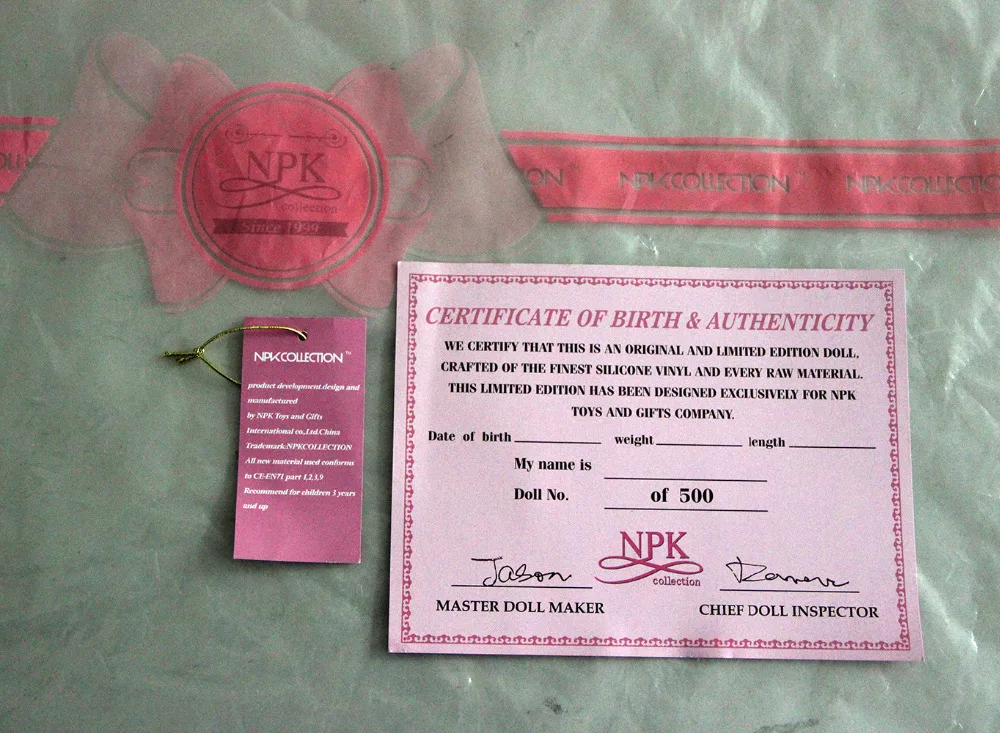 NPK
collection
Since 1999
ON NPKCOLLECTION NPKCOLLECTIO
NPKCOLLECTION™
product development.design and
manufactured
by NPK Toys and Gifts
International co.,Ltd.China
Trademark:NPKCOLLECTION
All new material used conforms
to CE-EN71 part 1,2,3,9
Recommend for children 3 years
and up
CERTIFICATE OF BIRTH & AUTHENTICITY
WE CERTIFY THAT THIS IS AN ORIGINAL AND LIMITED EDITION DOLL,
CRAFTED OF THE FINEST SILICONE VINYL AND EVERY RAW MATERIAL.
THIS LIMITED EDITION HAS BEEN DESIGNED EXCLUSIVELY FOR NPK
TOYS AND GIFTS COMPANY.
Date of birth weight length
My name is
Doll No. of 500
Jason
NPK
collection
MASTER DOLL MAKER
CHIEF DOLL INSPECTOR